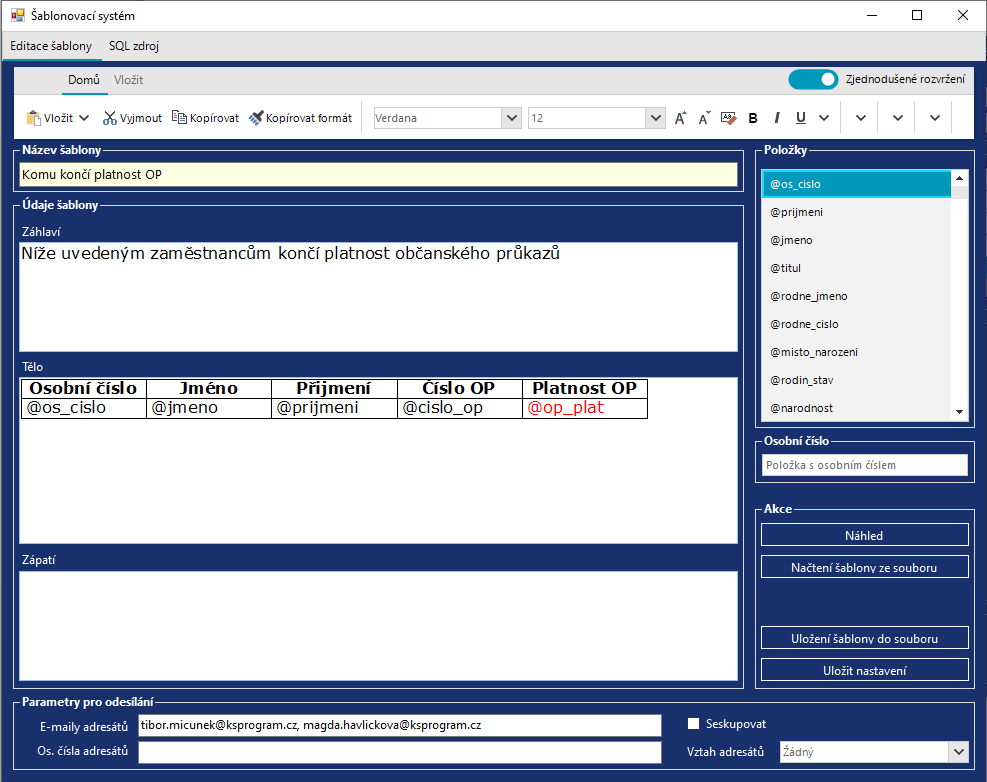 Šablonovací systém
Editace šablony SQL zdroj
Domů Vložit Zjednodušené rozvržení
Vložit Vyjmout Kopírovat Kopírovat formát Verdana 12 A A B I U
Název šablony
Komu končí platnost OP
Údaje šablony
Záhlaví
Níže uvedeným zaměstnancům končí platnost občanského průkazů
Tělo
Osobní číslo Jméno Přijmení Číslo OP Platnost OP
@os_cislo @jmeno @prijmeni @cislo_op @op_plat
Zápatí
Položky
@os_cislo
@prijmeni
@jmeno
@titul
@rodne_jmeno
@rodne_cislo
@misto_narozeni
@rodin_stav
@narodnost
Osobní číslo
Položka s osobním číslem
Akce
Náhled
Načtení šablony ze souboru
Uložení šablony do souboru
Uložit nastavení
Parametry pro odesílání
E-maily adresátů tibor.micunek@ksprogram.cz, magda.havlickova@ksprogram.cz
Os. čísla adresátů
Seskupovat
Vztah adresátů Žádný